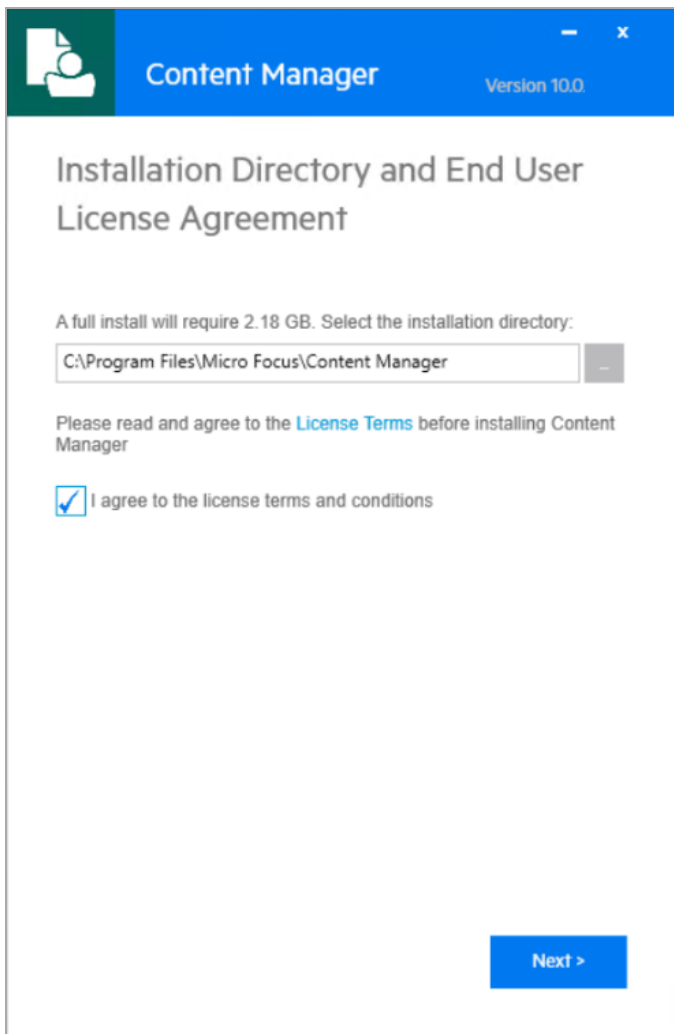 Content Manager
Version 10.0
Installation Directory and End User
License Agreement
A full install will require 2.18 GB. Select the installation directory:
C:\Program Files\Micro Focus\Content Manager
...
Please read and agree to the License Terms before installing Content
Manager
I agree to the license terms and conditions
Next >